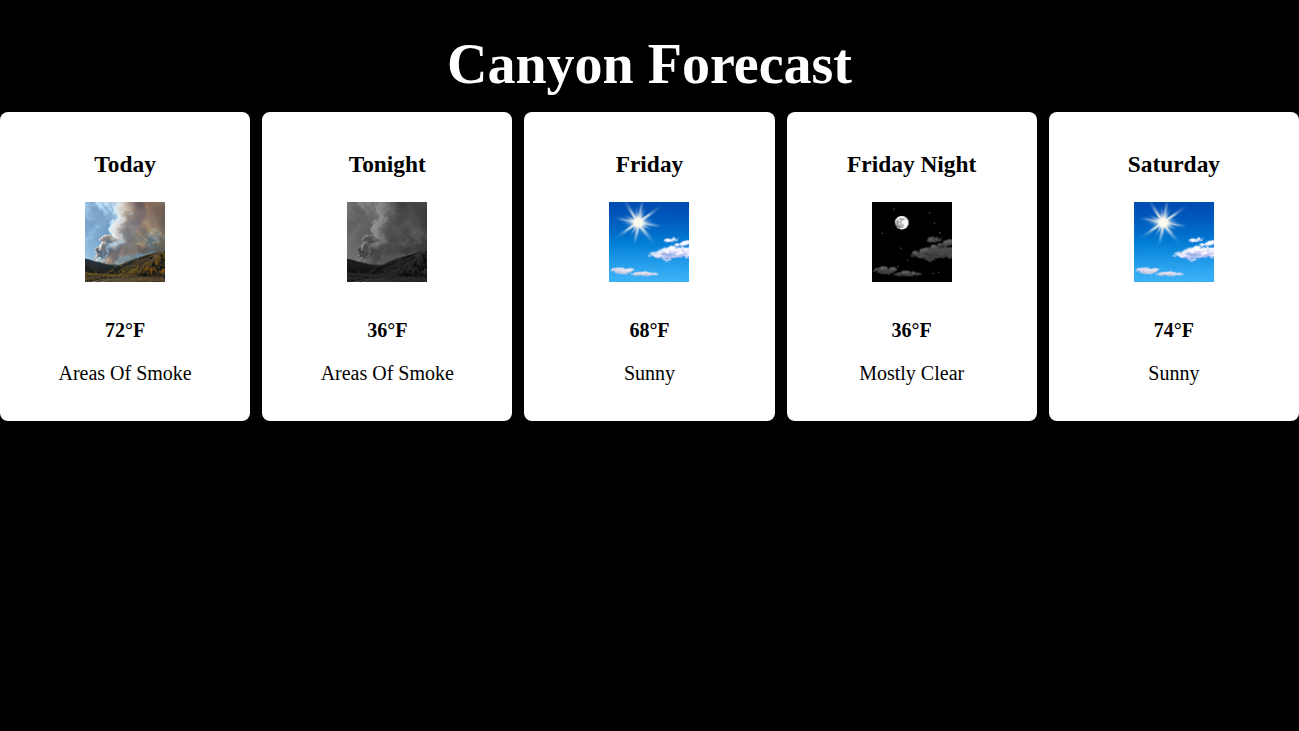 Canyon Forecast
Today
72°F
Areas Of Smoke
Tonight
36°F
Areas Of Smoke
Friday
68°F
Sunny
Friday Night
36°F
Mostly Clear
Saturday
74°F
Sunny